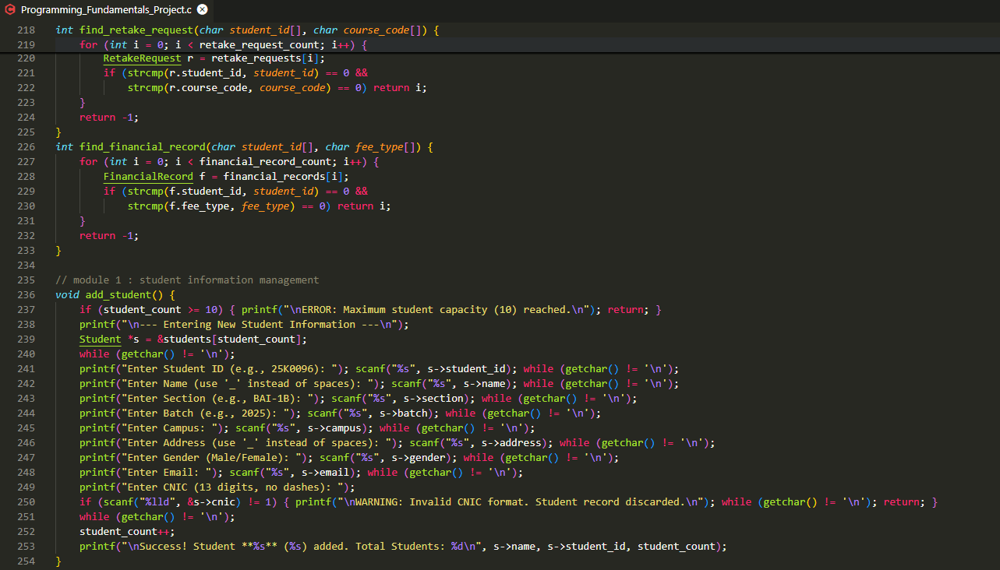 Programming_Fundamentals_Project.c
218 int find_retake_request(char student_id[], char course_code[]) {
219     for (int i = 0; i < retake_request_count; i++) {
220         RetakeRequest r = retake_requests[i];
221         if (strcmp(r.student_id, student_id) == 0 &&
222             strcmp(r.course_code, course_code) == 0) return i;
223     }
224     return -1;
225 }
226 int find_financial_record(char student_id[], char fee_type[]) {
227     for (int i = 0; i < financial_record_count; i++) {
228         FinancialRecord f = financial_records[i];
229         if (strcmp(f.student_id, student_id) == 0 &&
230             strcmp(f.fee_type, fee_type) == 0) return i;
231     }
232     return -1;
233 }
234
235 // module 1 : student information management
236 void add_student() {
237     if (student_count >= 10) { printf("\nERROR: Maximum student capacity (10) reached.\n"); return; }
238     printf("\n--- Entering New Student Information ---\n");
239     Student *s = &students[student_count];
240     while (getchar() != '\n');
241     printf("Enter Student ID (e.g., 25K0096): "); scanf("%s", s->student_id); while (getchar() != '\n');
242     printf("Enter Name (use '_' instead of spaces): "); scanf("%s", s->name); while (getchar() != '\n');
243     printf("Enter Section (e.g., BAI-1B): "); scanf("%s", s->section); while (getchar() != '\n');
244     printf("Enter Batch (e.g., 2025): "); scanf("%s", s->batch); while (getchar() != '\n');
245     printf("Enter Campus: "); scanf("%s", s->campus); while (getchar() != '\n');
246     printf("Enter Address (use '_' instead of spaces): "); scanf("%s", s->address); while (getchar() != '\n');
247     printf("Enter Gender (Male/Female): "); scanf("%s", s->gender); while (getchar() != '\n');
248     printf("Enter Email: "); scanf("%s", s->email); while (getchar() != '\n');
249     printf("Enter CNIC (13 digits, no dashes): ");
250     if (scanf("%lld", &s->cnic) != 1) { printf("\nWARNING: Invalid CNIC format. Student record discarded.\n"); while (getchar() != '\n'); return; }
251     while (getchar() != '\n');
252     student_count++;
253     printf("\nSuccess! Student **%s** (%s) added. Total Students: %d\n", s->name, s->student_id, student_count);
254 }